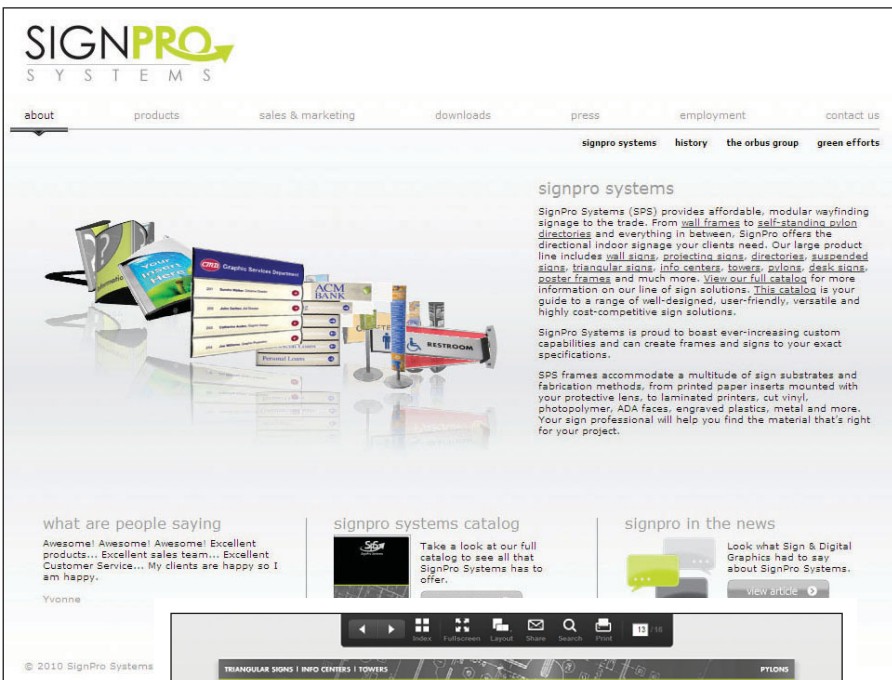 SIGNPRO
SYSTEMS
about products sales & marketing downloads press employment contact us
signpro systems history the orbus group green efforts
signpro systems
SignPro Systems (SPS) provides affordable, modular wayfinding
signage to the trade. From wall frames to self-standing pylon
directories and everything in between, SignPro offers the
directional indoor signage your clients need. Our large product
line includes wall signs, projecting signs, directories, suspended
signs, triangular signs, info centers, towers, pylons, desk signs,
poster frames and much more. View our full catalog for more
information on our line of sign solutions. This catalog is your
guide to a range of well-designed, user-friendly, versatile and
highly cost-competitive sign solutions.
SignPro Systems is proud to boast ever-increasing custom
capabilities and can create frames and signs to your exact
specifications.
SPS frames accommodate a multitude of sign substrates and
fabrication methods, from printed paper inserts mounted with
your protective lens, to laminated printers, cut vinyl,
photopolymer, ADA faces, engraved plastics, metal and more.
Your sign professional will help you find the material that's right
for your project.
Your
Insert
Here
Graphic Services Department
ACM
BANK
Personal Loans
RESTROOM
what are people saying
Awesome! Awesome! Awesome! Excellent
products... Excellent sales team... Excellent
Customer Service... My clients are happy so I
am happy.
Yvonne
signpro systems catalog
Take a look at our full
catalog to see all that
SignPro Systems has to
offer.
signpro in the news
Look what Sign & Digital
Graphics had to say
about SignPro Systems.
view article
Index Fullscreen Layout Share Search Print 13 /16
© 2010 SignPro Systems
TRIANGULAR SIGNS | INFO CENTERS | TOWERS
PYLONS